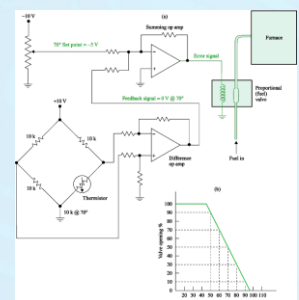 (a)
−10 V
Summing op amp
Furnace
70° Set point = −5 V
Error signal
Proportional
(fuel)
valve
Feedback signal = 0 V @ 70°
+10 V
10 k
10 k
Fuel in
Difference
op amp
10 k
Thermistor
10 k @ 70°
(b)
Valve opening %
100
90
80
70
60
50
40
30
20
10
0
20 30 40 50 60 70 80 90 100 110